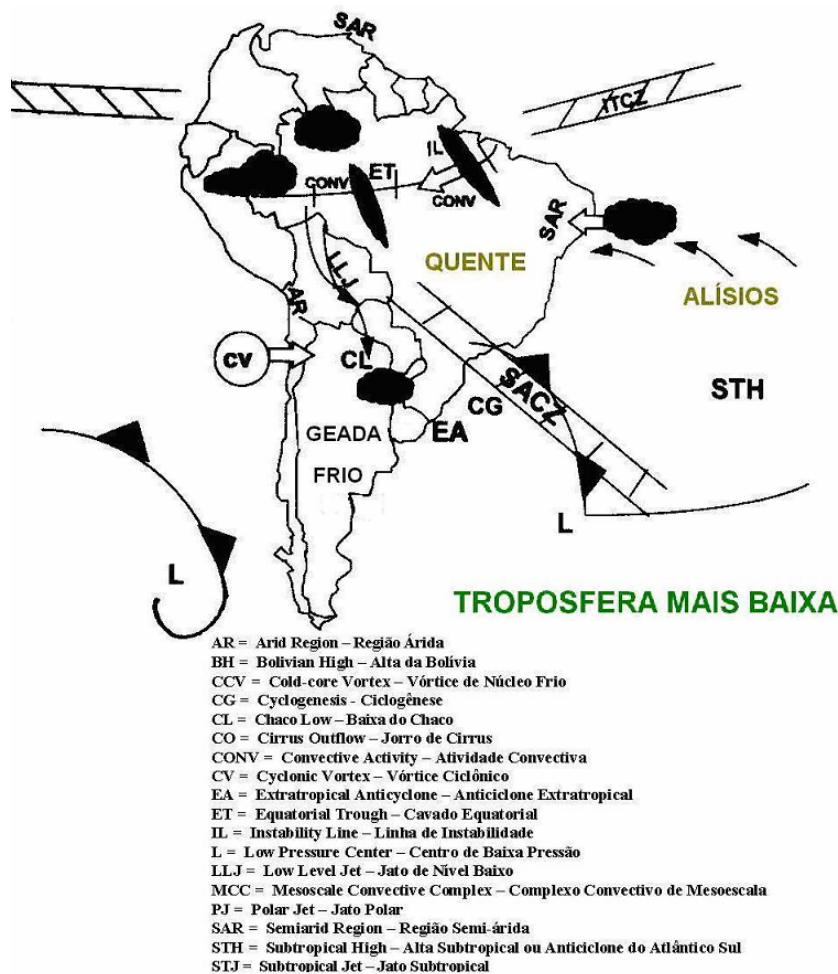 SAR
ITCZ
IL
ET
CONV
CONV
SAR
LLJ
QUENTE
ALÍSIOS
AR
CV
CL
SACZ
STH
CG
GEADA
EA
FRIO
L
L
TROPOSFERA MAIS BAIXA
AR = Arid Region – Região Árida
BH = Bolivian High – Alta da Bolívia
CCV = Cold-core Vortex – Vórtice de Núcleo Frio
CG = Cyclogenesis - Ciclogênese
CL = Chaco Low – Baixa do Chaco
CO = Cirrus Outflow – Jorro de Cirrus
CONV = Convective Activity – Atividade Convectiva
CV = Cyclonic Vortex – Vórtice Ciclônico
EA = Extratropical Anticyclone – Anticiclone Extratropical
ET = Equatorial Trough – Cavado Equatorial
IL = Instability Line – Linha de Instabilidade
L = Low Pressure Center – Centro de Baixa Pressão
LLJ = Low Level Jet – Jato de Nível Baixo
MCC = Mesoscale Convective Complex – Complexo Convectivo de Mesoescala
PJ = Polar Jet – Jato Polar
SAR = Semiarid Region – Região Semi-árida
STH = Subtropical High – Alta Subtropical ou Anticiclone do Atlântico Sul
STJ = Subtropical Jet – Jato Subtropical